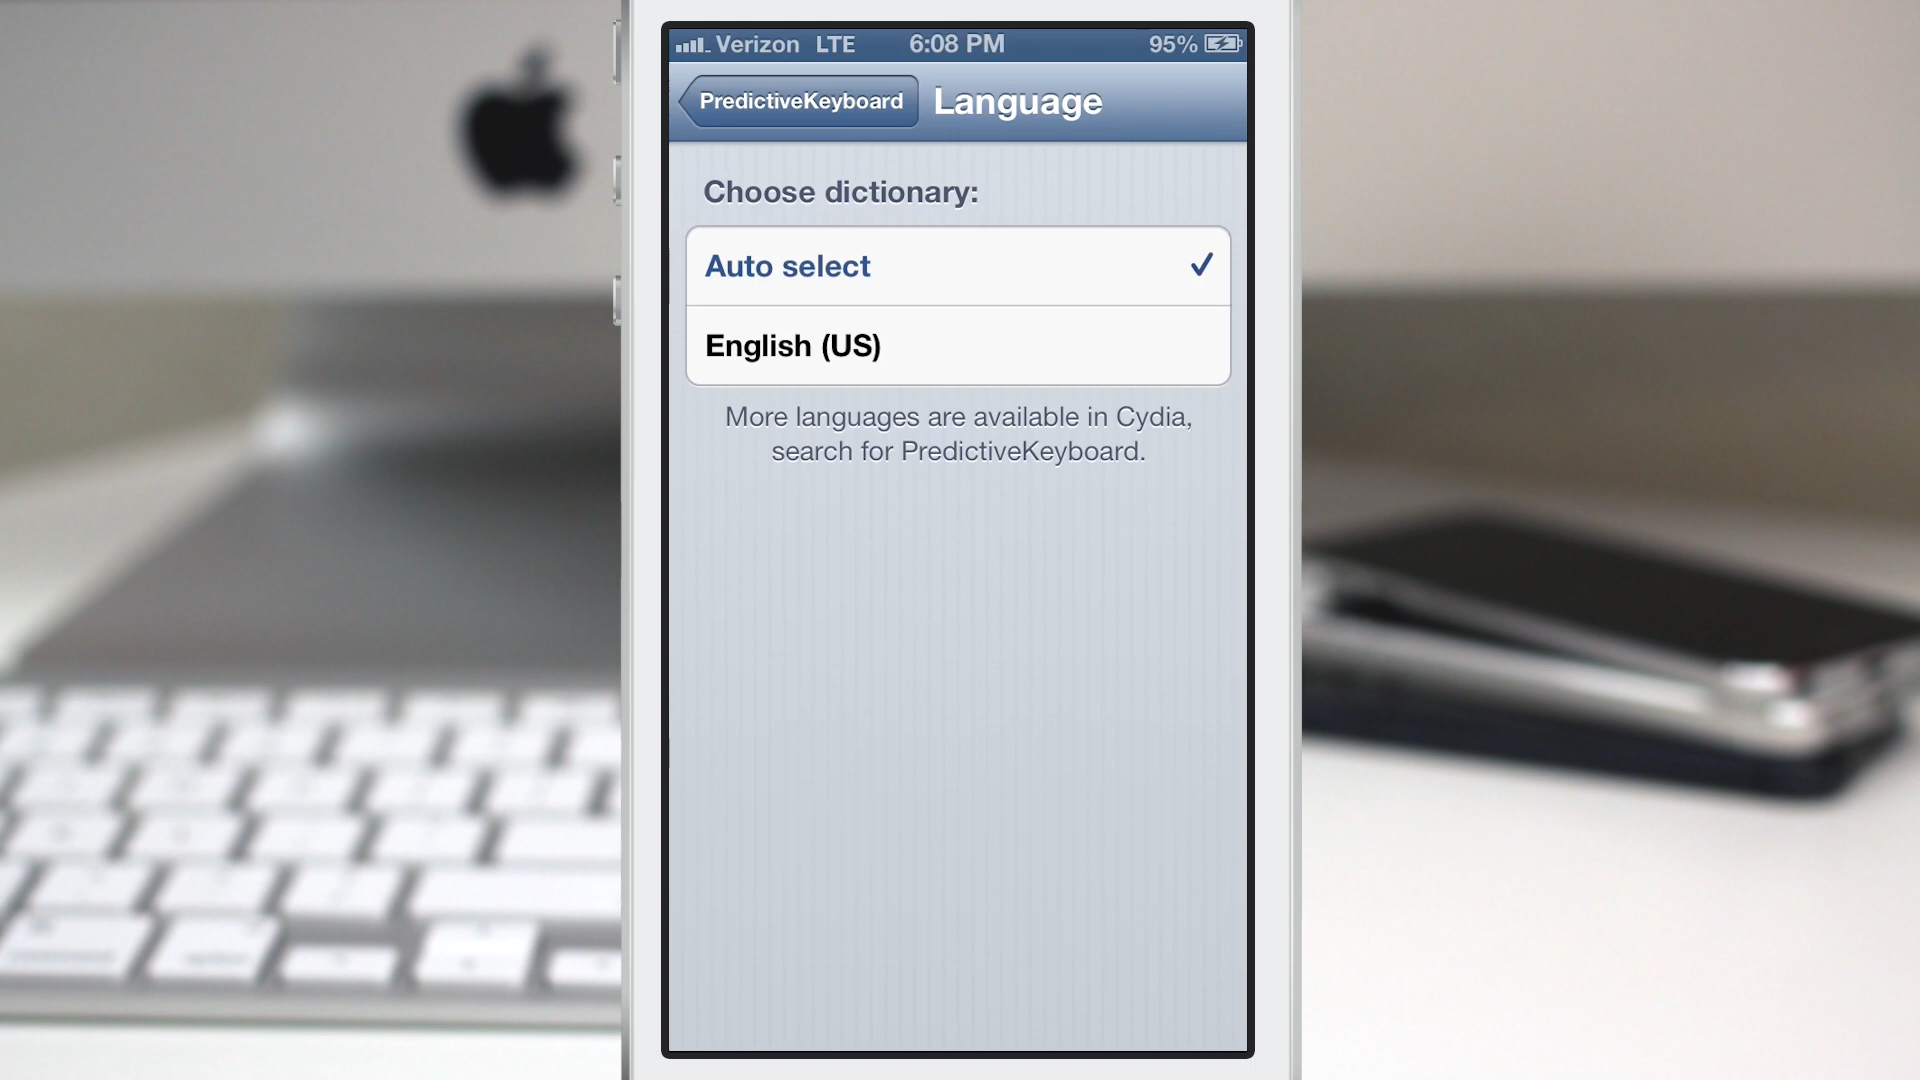 Verizon LTE 6:08 PM 95%
PredictiveKeyboard Language
Choose dictionary:
Auto select
English (US)
More languages are available in Cydia,
search for PredictiveKeyboard.